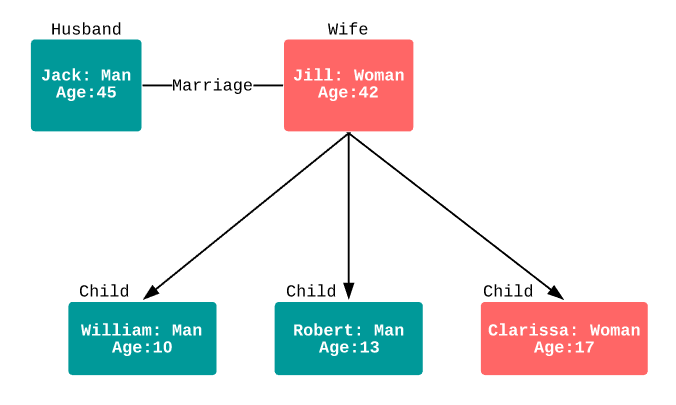 Husband
Wife
Jack: Man
Age:45
Marriage
Jill: Woman
Age:42
Child
Child
Child
William: Man
Age:10
Robert: Man
Age:13
Clarissa: Woman
Age:17